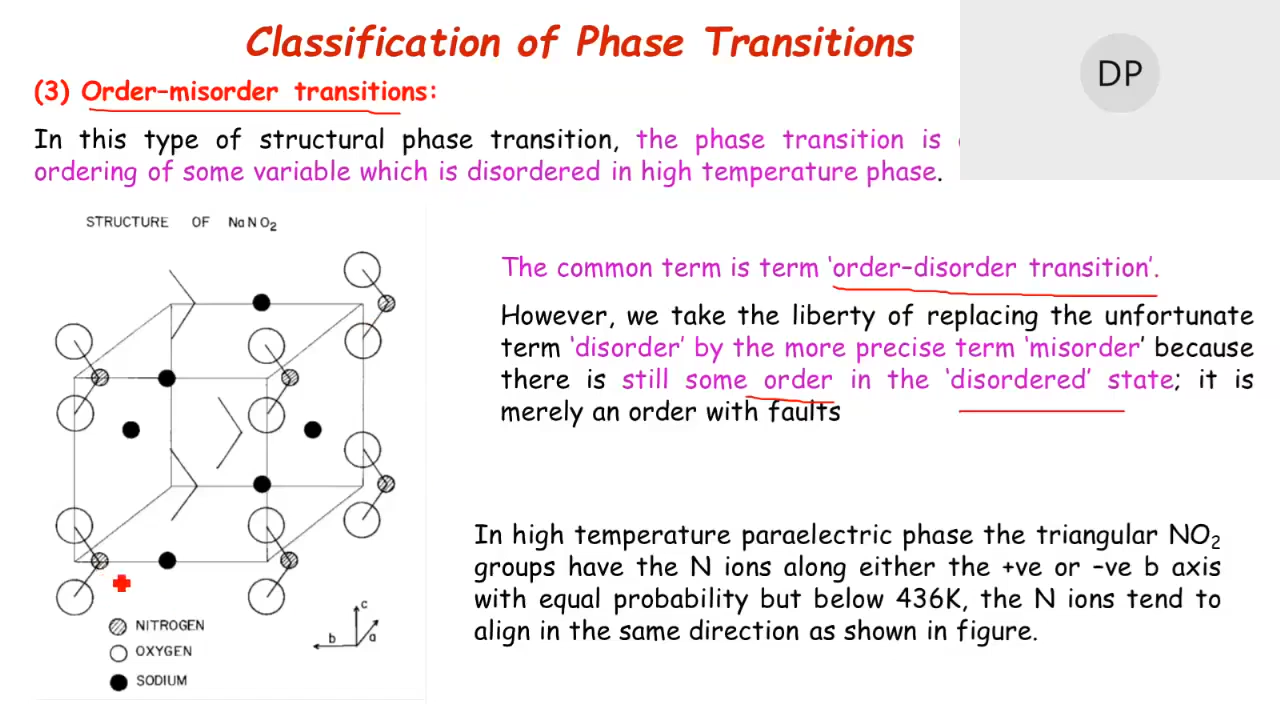 Classification of Phase Transitions
DP
(3) Order-misorder transitions:
In this type of structural phase transition, the phase transition is
ordering of some variable which is disordered in high temperature phase.
STRUCTURE OF NaNO₂
The common term is term ‘order-disorder transition’.
However, we take the liberty of replacing the unfortunate
term ‘disorder’ by the more precise term ‘misorder’ because
there is still some order in the ‘disordered’ state; it is
merely an order with faults
In high temperature paraelectric phase the triangular NO₂
groups have the N ions along either the +ve or –ve b axis
with equal probability but below 436K, the N ions tend to
align in the same direction as shown in figure.
c
b
a
NITROGEN
OXYGEN
SODIUM